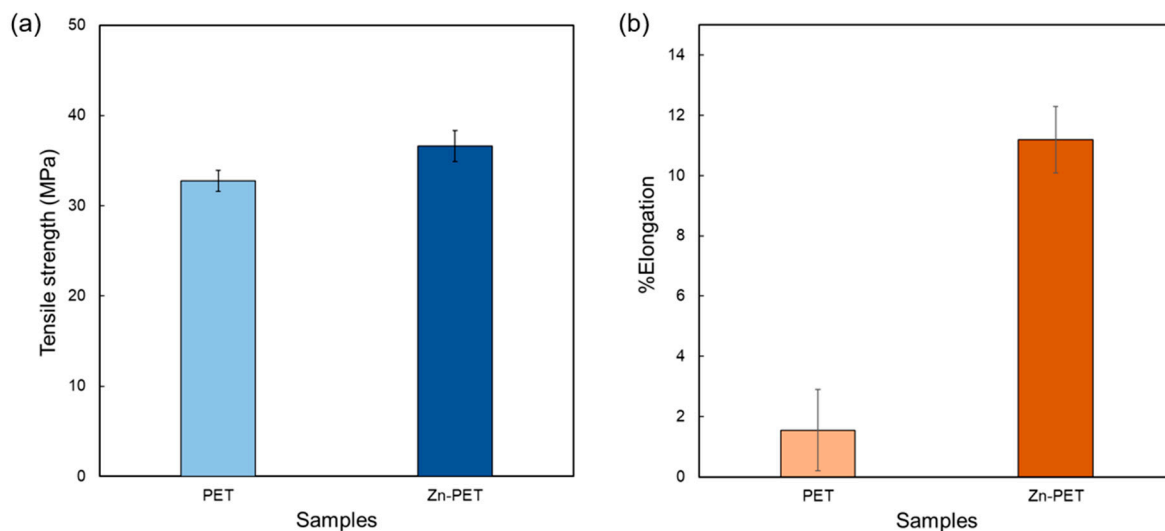 (a)
50
40
30
20
10
0
Tensile strength (MPa)
PET
Zn-PET
Samples
(b)
14
12
10
8
6
4
2
0
%Elongation
PET
Zn-PET
Samples